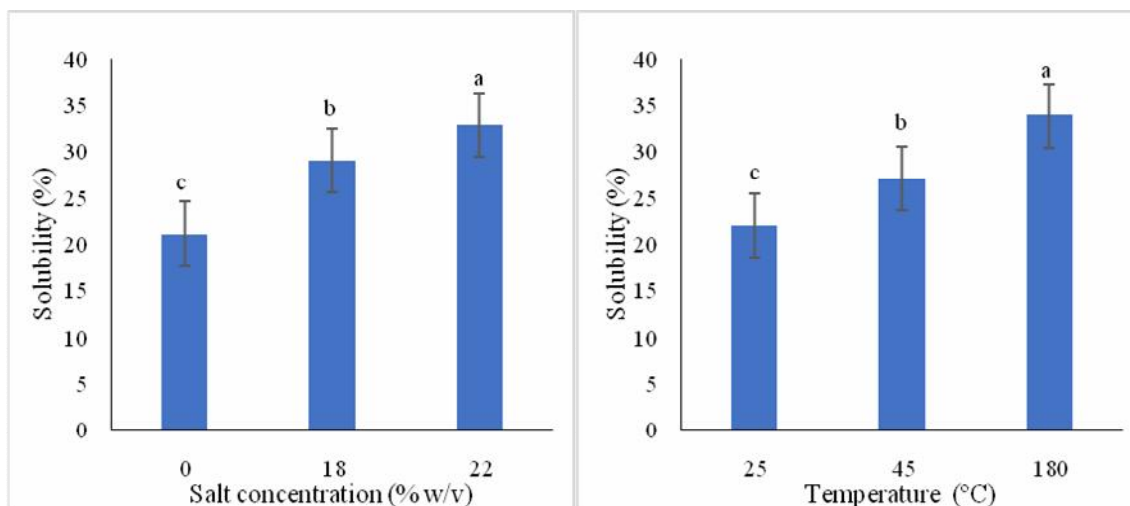 40
35
30
25
20
15
10
5
0
Solubility (%)
c
b
a
0 18 22
Salt concentration (% w/v)
40
35
30
25
20
15
10
5
0
Solubility (%)
c
b
a
25 45 180
Temperature (°C)